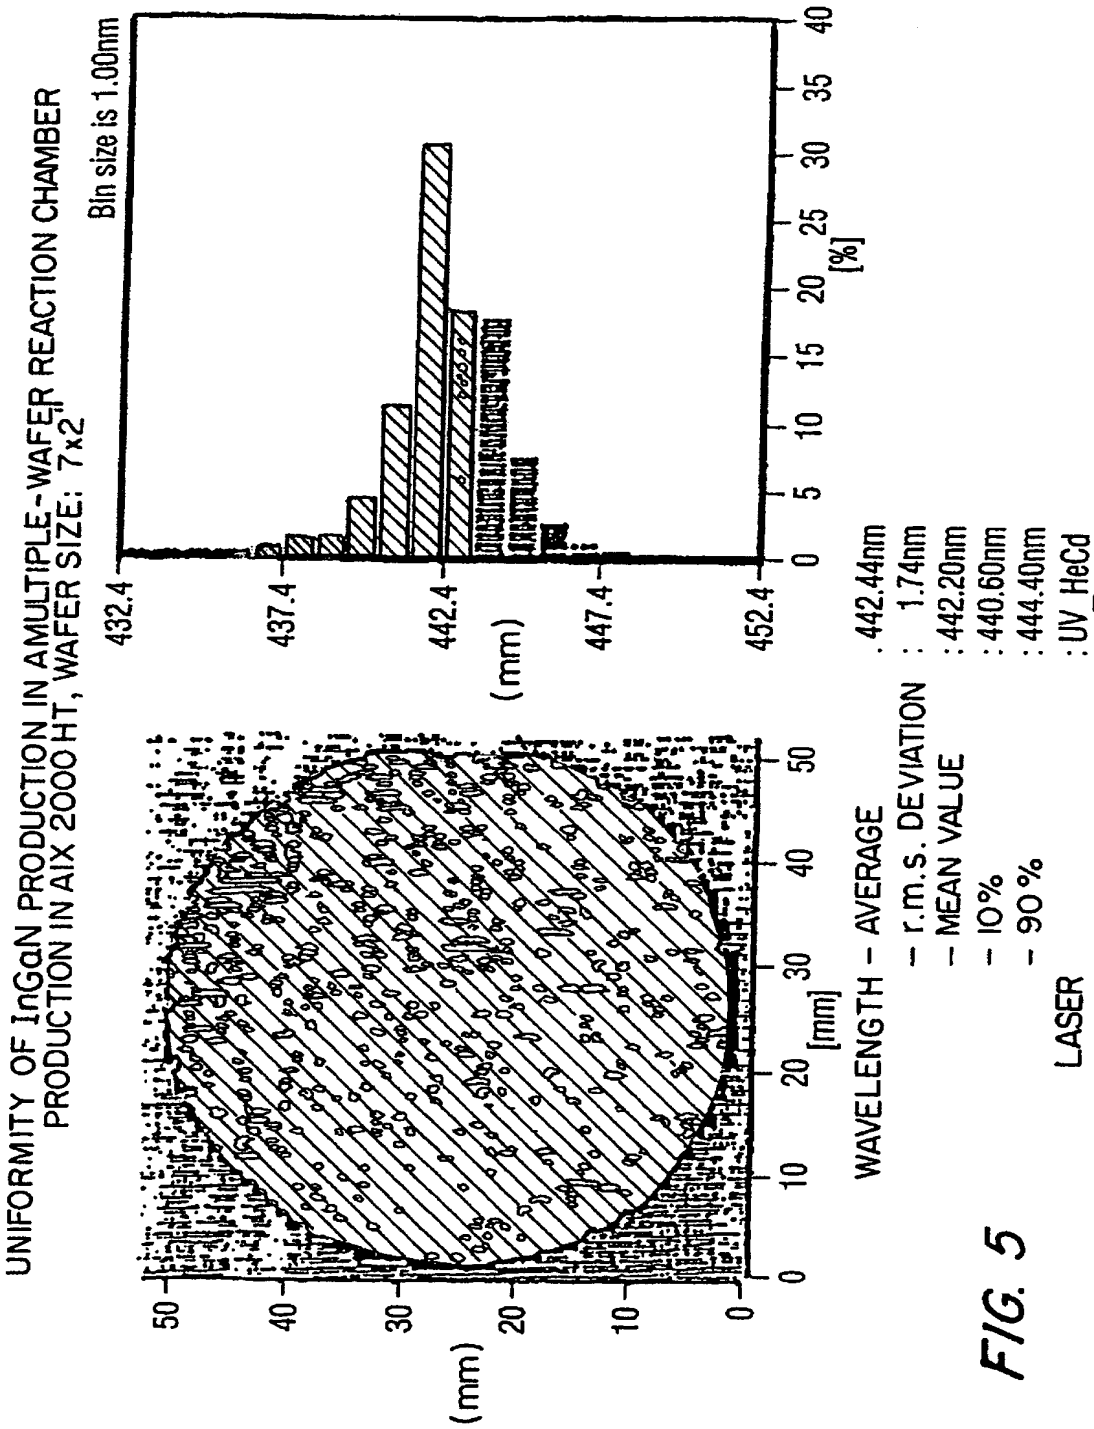 UNIFORMITY OF InGaN PRODUCTION IN AMULTIPLE-WAFER REACTION CHAMBER
PRODUCTION IN AIX 2000 HT, WAFER SIZE: 7x2"
50
40
30
20
10
0
(mm)
0
10
20
30
40
50
[mm]
Bin size is 1.00nm
432.4
437.4
442.4
447.4
452.4
(mm)
0
5
10
15
20
25
30
35
40
[%]
WAVELENGTH - AVERAGE . 442.44nm
- r.m.s. DEVIATION : 1.74nm
- MEAN VALUE : 442.20nm
- 10% : 440.60nm
- 90% : 444.40nm
LASER : UV_HeCd
FIG. 5